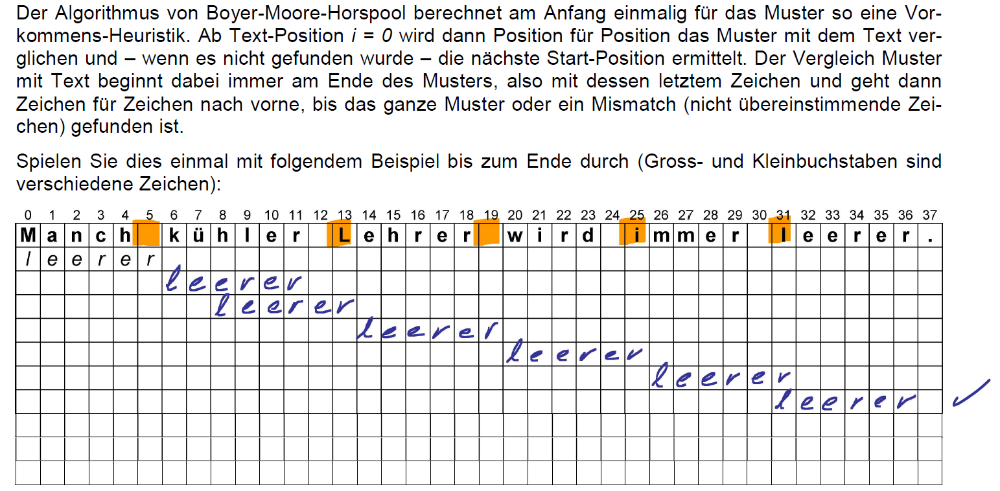 Der Algorithmus von Boyer-Moore-Horspool berechnet am Anfang einmalig für das Muster so eine Vor-
kommens-Heuristik. Ab Text-Position i = 0 wird dann Position für Position das Muster mit dem Text ver-
glichen und – wenn es nicht gefunden wurde – die nächste Start-Position ermittelt. Der Vergleich Muster
mit Text beginnt dabei immer am Ende des Musters, also mit dessen letztem Zeichen und geht dann
Zeichen für Zeichen nach vorne, bis das ganze Muster oder ein Mismatch (nicht übereinstimmende Zei-
chen) gefunden ist.
Spielen Sie dies einmal mit folgendem Beispiel bis zum Ende durch (Gross- und Kleinbuchstaben sind
verschiedene Zeichen):
0 1 2 3 4 5 6 7 8 9 10 11 12 13 14 15 16 17 18 19 20 21 22 23 24 25 26 27 28 29 30 31 32 33 34 35 36 37
M a n c h k ü h l e r L e h r e r w i r d i m m e r l e e r e r .
l e e r e r
l e e r e r
l e e r e r
l e e r e r
l e e r e r
l e e r e r
l e e r e r ✓